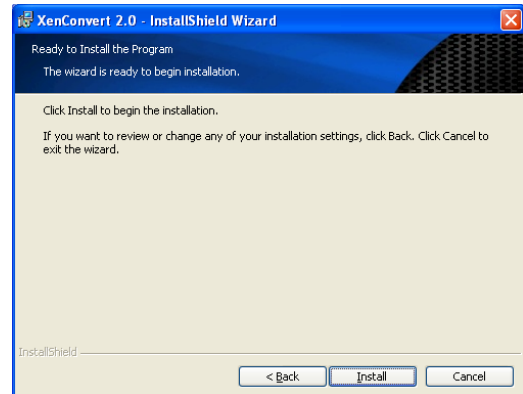 XenConvert 2.0 - InstallShield Wizard
Ready to Install the Program
The wizard is ready to begin installation.
Click Install to begin the installation.
If you want to review or change any of your installation settings, click Back. Click Cancel to
exit the wizard.
InstallShield
< Back Install Cancel